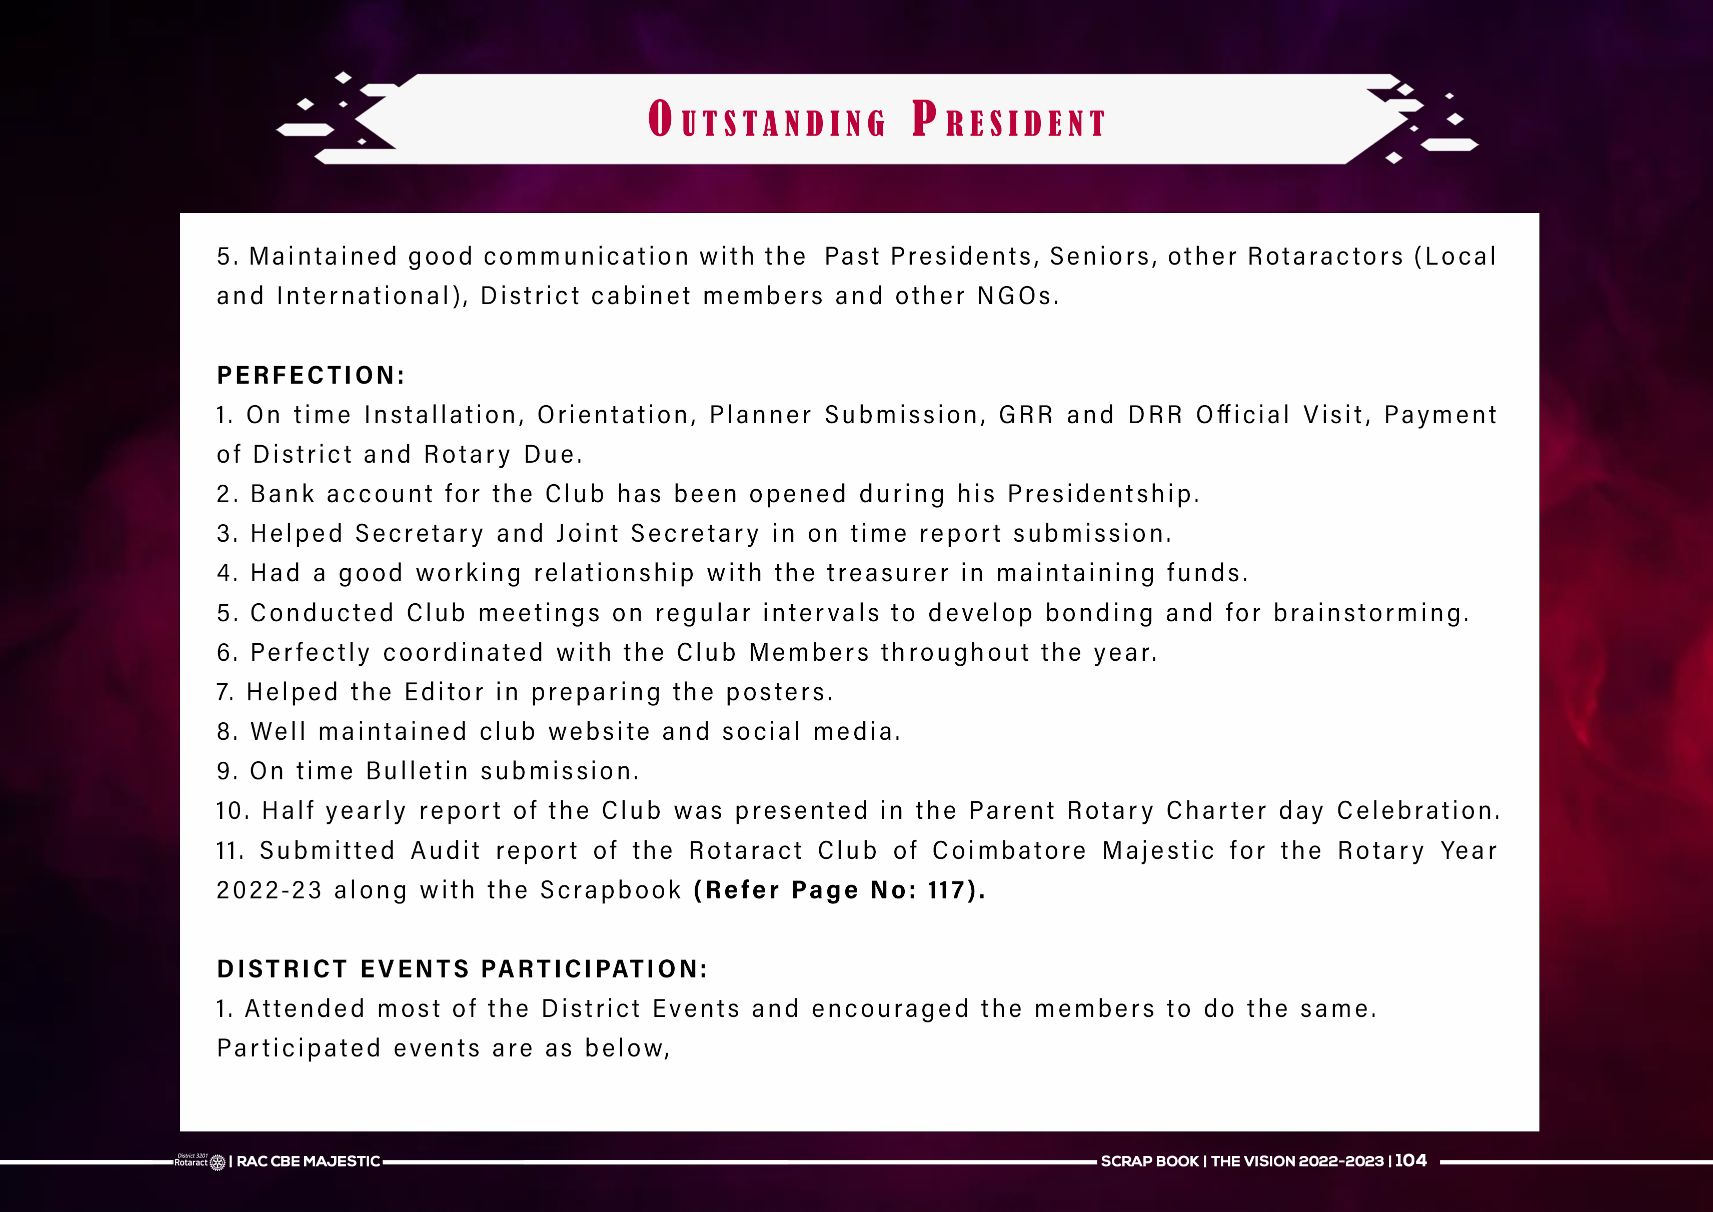 OUTSTANDING PRESIDENT
5. Maintained good communication with the Past Presidents, Seniors, other Rotaractors (Local
and International), District cabinet members and other NGOs.
PERFECTION:
1. On time Installation, Orientation, Planner Submission, GRR and DRR Official Visit, Payment
of District and Rotary Due.
2. Bank account for the Club has been opened during his Presidentship.
3. Helped Secretary and Joint Secretary in on time report submission.
4. Had a good working relationship with the treasurer in maintaining funds.
5. Conducted Club meetings on regular intervals to develop bonding and for brainstorming.
6. Perfectly coordinated with the Club Members throughout the year.
7. Helped the Editor in preparing the posters.
8. Well maintained club website and social media.
9. On time Bulletin submission.
10. Half yearly report of the Club was presented in the Parent Rotary Charter day Celebration.
11. Submitted Audit report of the Rotaract Club of Coimbatore Majestic for the Rotary Year
2022-23 along with the Scrapbook (Refer Page No: 117).
DISTRICT EVENTS PARTICIPATION:
1. Attended most of the District Events and encouraged the members to do the same.
Participated events are as below,
District 3201
Rotaract | RAC CBE MAJESTIC
SCRAP BOOK | THE VISION 2022-2023 | 104